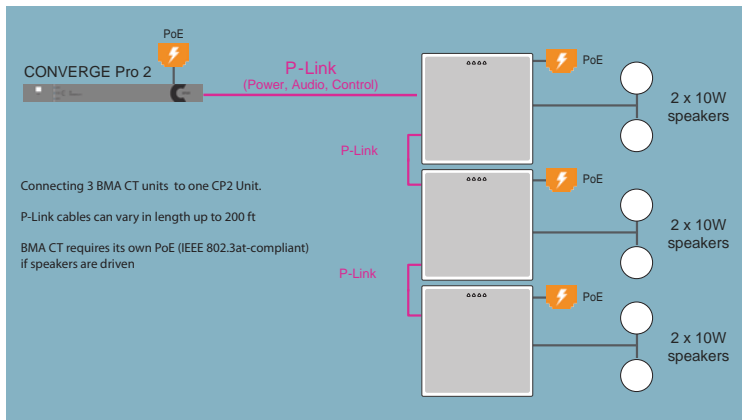 PoE
CONVERGE Pro 2
P-Link
(Power, Audio, Control)
PoE
2 x 10W
speakers
P-Link
Connecting 3 BMA CT units to one CP2 Unit.
P-Link cables can vary in length up to 200 ft
BMA CT requires its own PoE (IEEE 802.3at-compliant)
if speakers are driven
PoE
2 x 10W
speakers
P-Link
PoE
2 x 10W
speakers